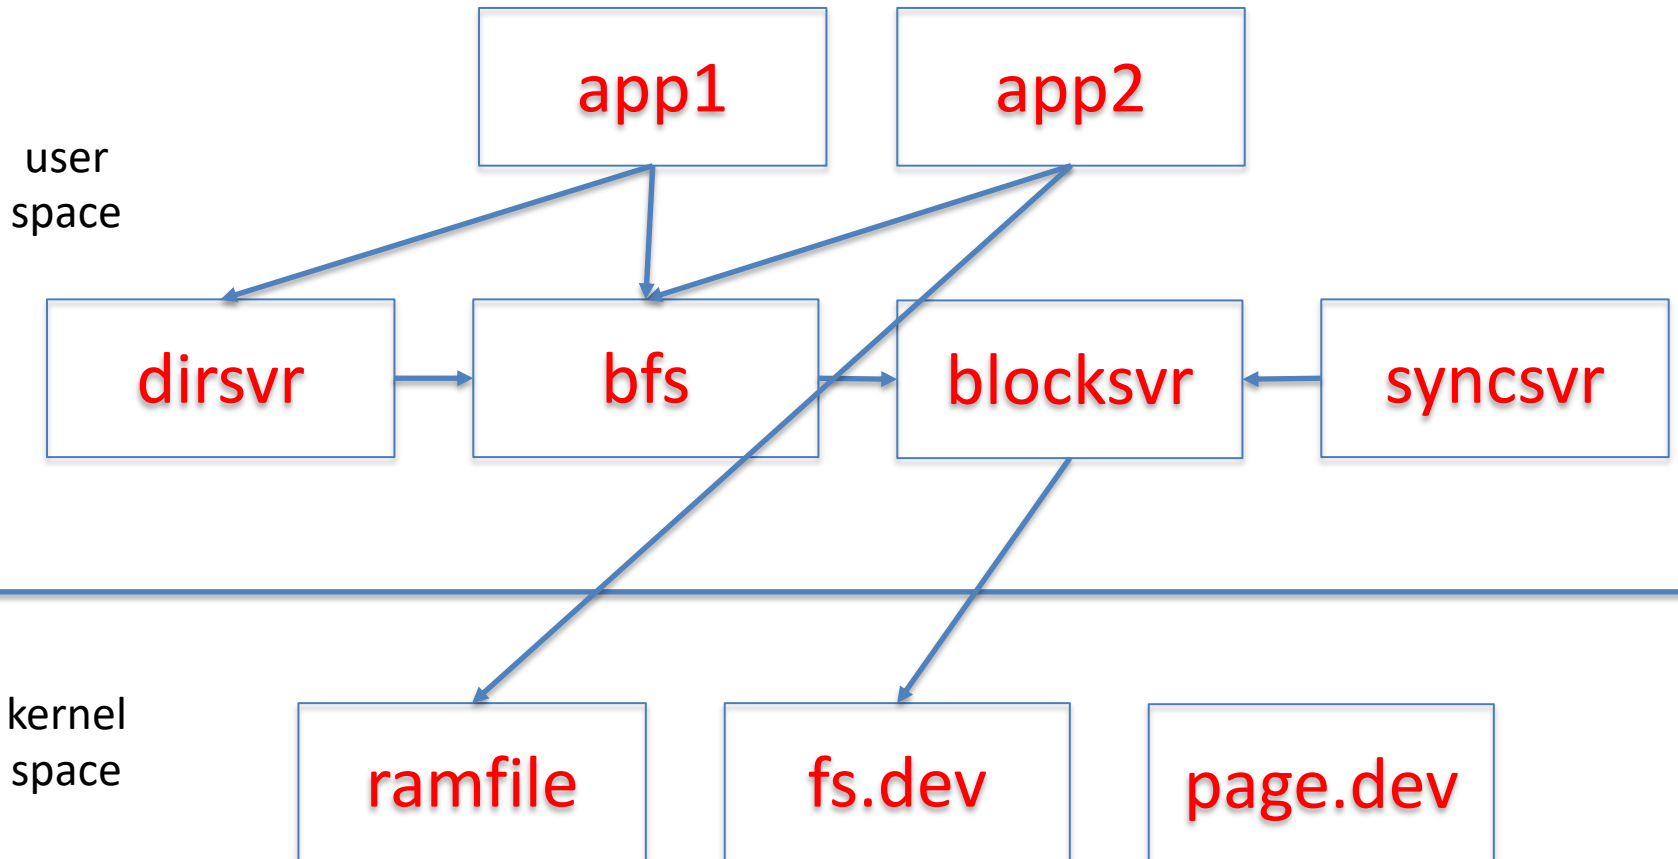 app1
app2
user
space
dirsvr
bfs
blocksvr
syncsvr
kernel
space
ramfile
fs.dev
page.dev